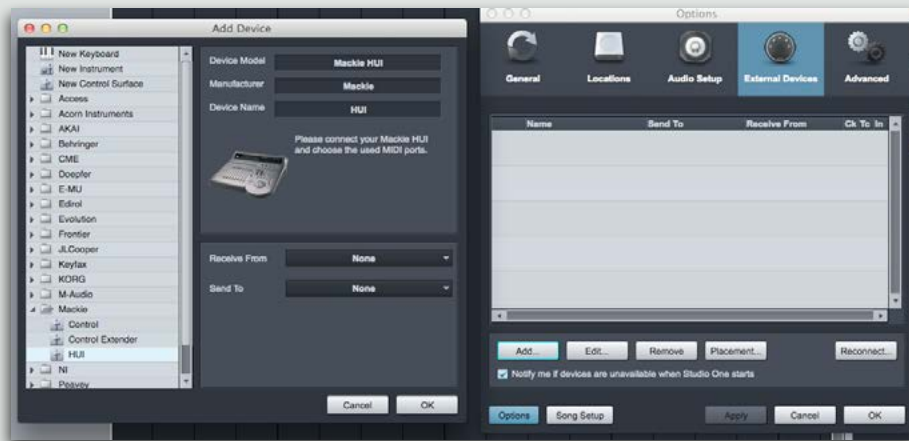 Add Device
New Keyboard
New Instrument
New Control Surface
Access
Acorn Instruments
AKAI
Behringer
CME
Doepfer
E-MU
Edirol
Evolution
Frontier
JLCooper
Keyfax
KORG
M-Audio
Mackie
Control
Control Extender
HUI
NI
Peavey
Device Model Mackie HUI
Manufacturer Mackie
Device Name HUI
Please connect your Mackie HUI
and choose the used MIDI ports.
Receive From None
Send To None
Cancel OK
Options
General Locations Audio Setup External Devices Advanced
Name Send To Receive From Ck Tc In
Add... Edit... Remove Placement... Reconnect...
Notify me if devices are unavailable when Studio One starts
Options Song Setup Apply Cancel OK